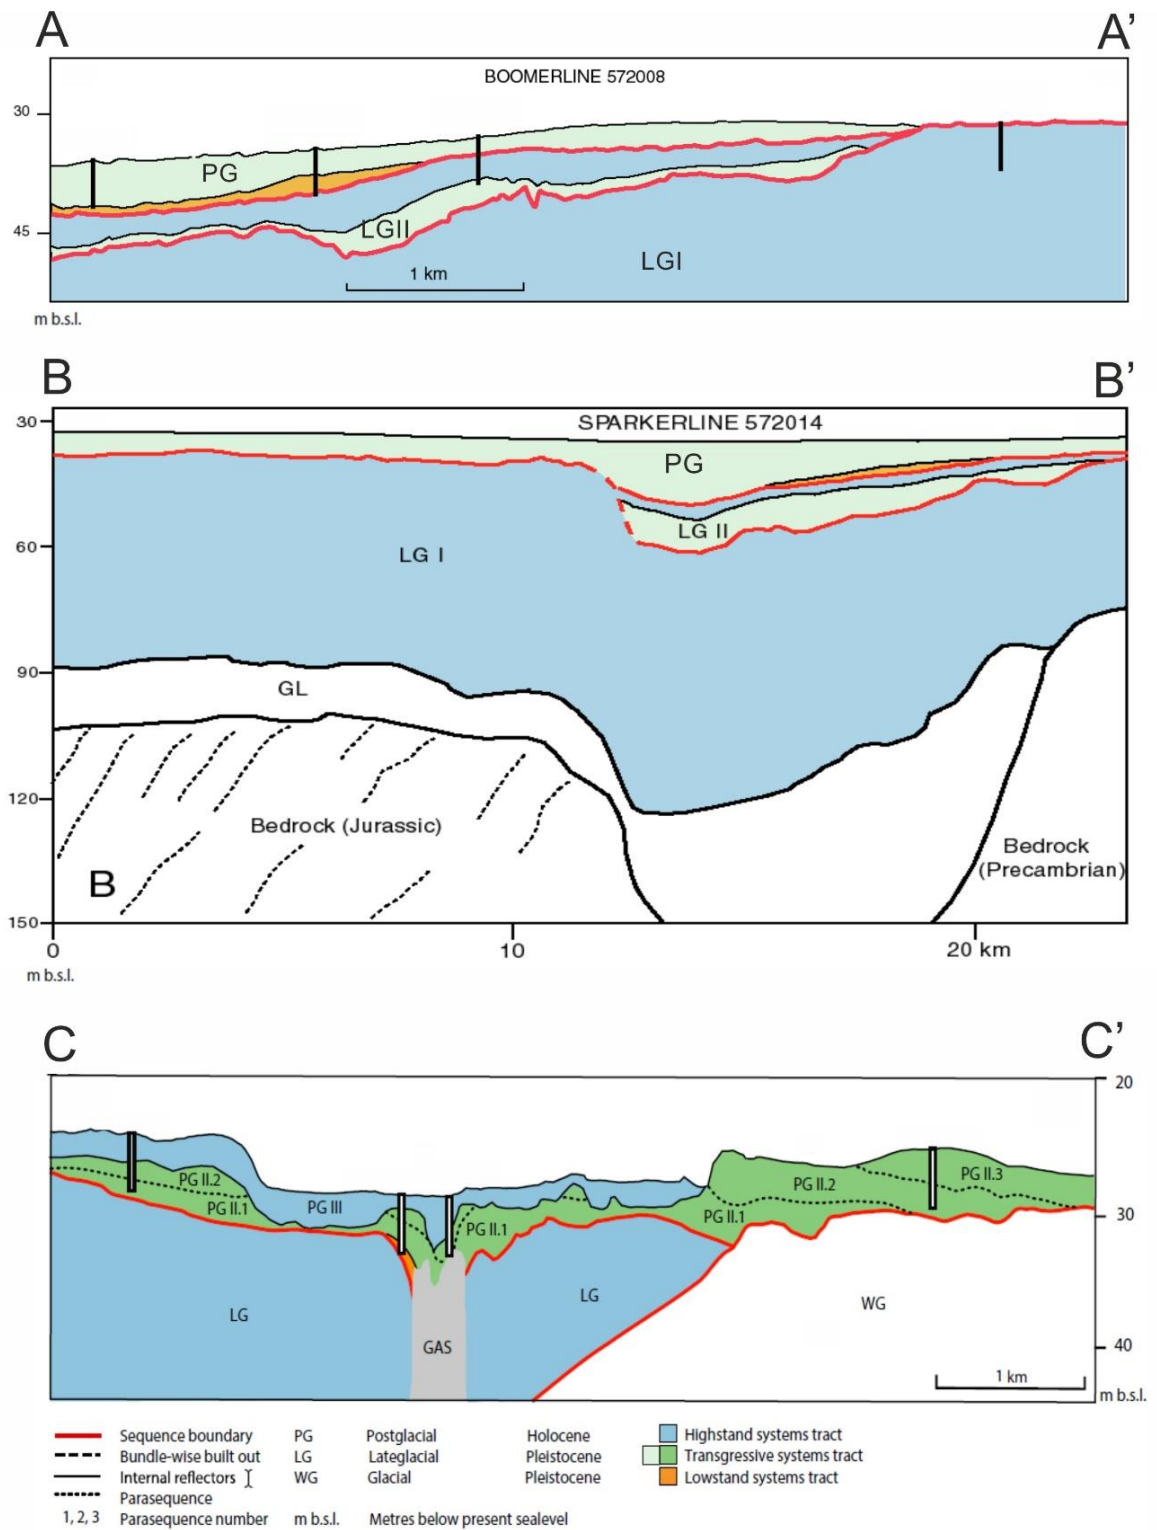 A A’
BOOMERLINE 572008
30
PG
45
LGII
LGI
1 km
m b.s.l.
B B’
30
SPARKERLINE 572014
PG
LG II
60
LG I
90
GL
120
Bedrock (Jurassic)
Bedrock
(Precambrian)
B
150
0 10 20 km
m b.s.l.
C C’
20
PG II.2
PG II.1
PG III
PG II.1
PG II.1
PG II.2
PG II.3
30
LG
LG
WG
GAS
40
1 km
m b.s.l.
Sequence boundary PG Postglacial Holocene Highstand systems tract
Bundle-wise built out LG Lateglacial Pleistocene Transgressive systems tract
Internal reflectors WG Glacial Pleistocene Lowstand systems tract
Parasequence
1, 2, 3 Parasequence number m b.s.l. Metres below present sealevel